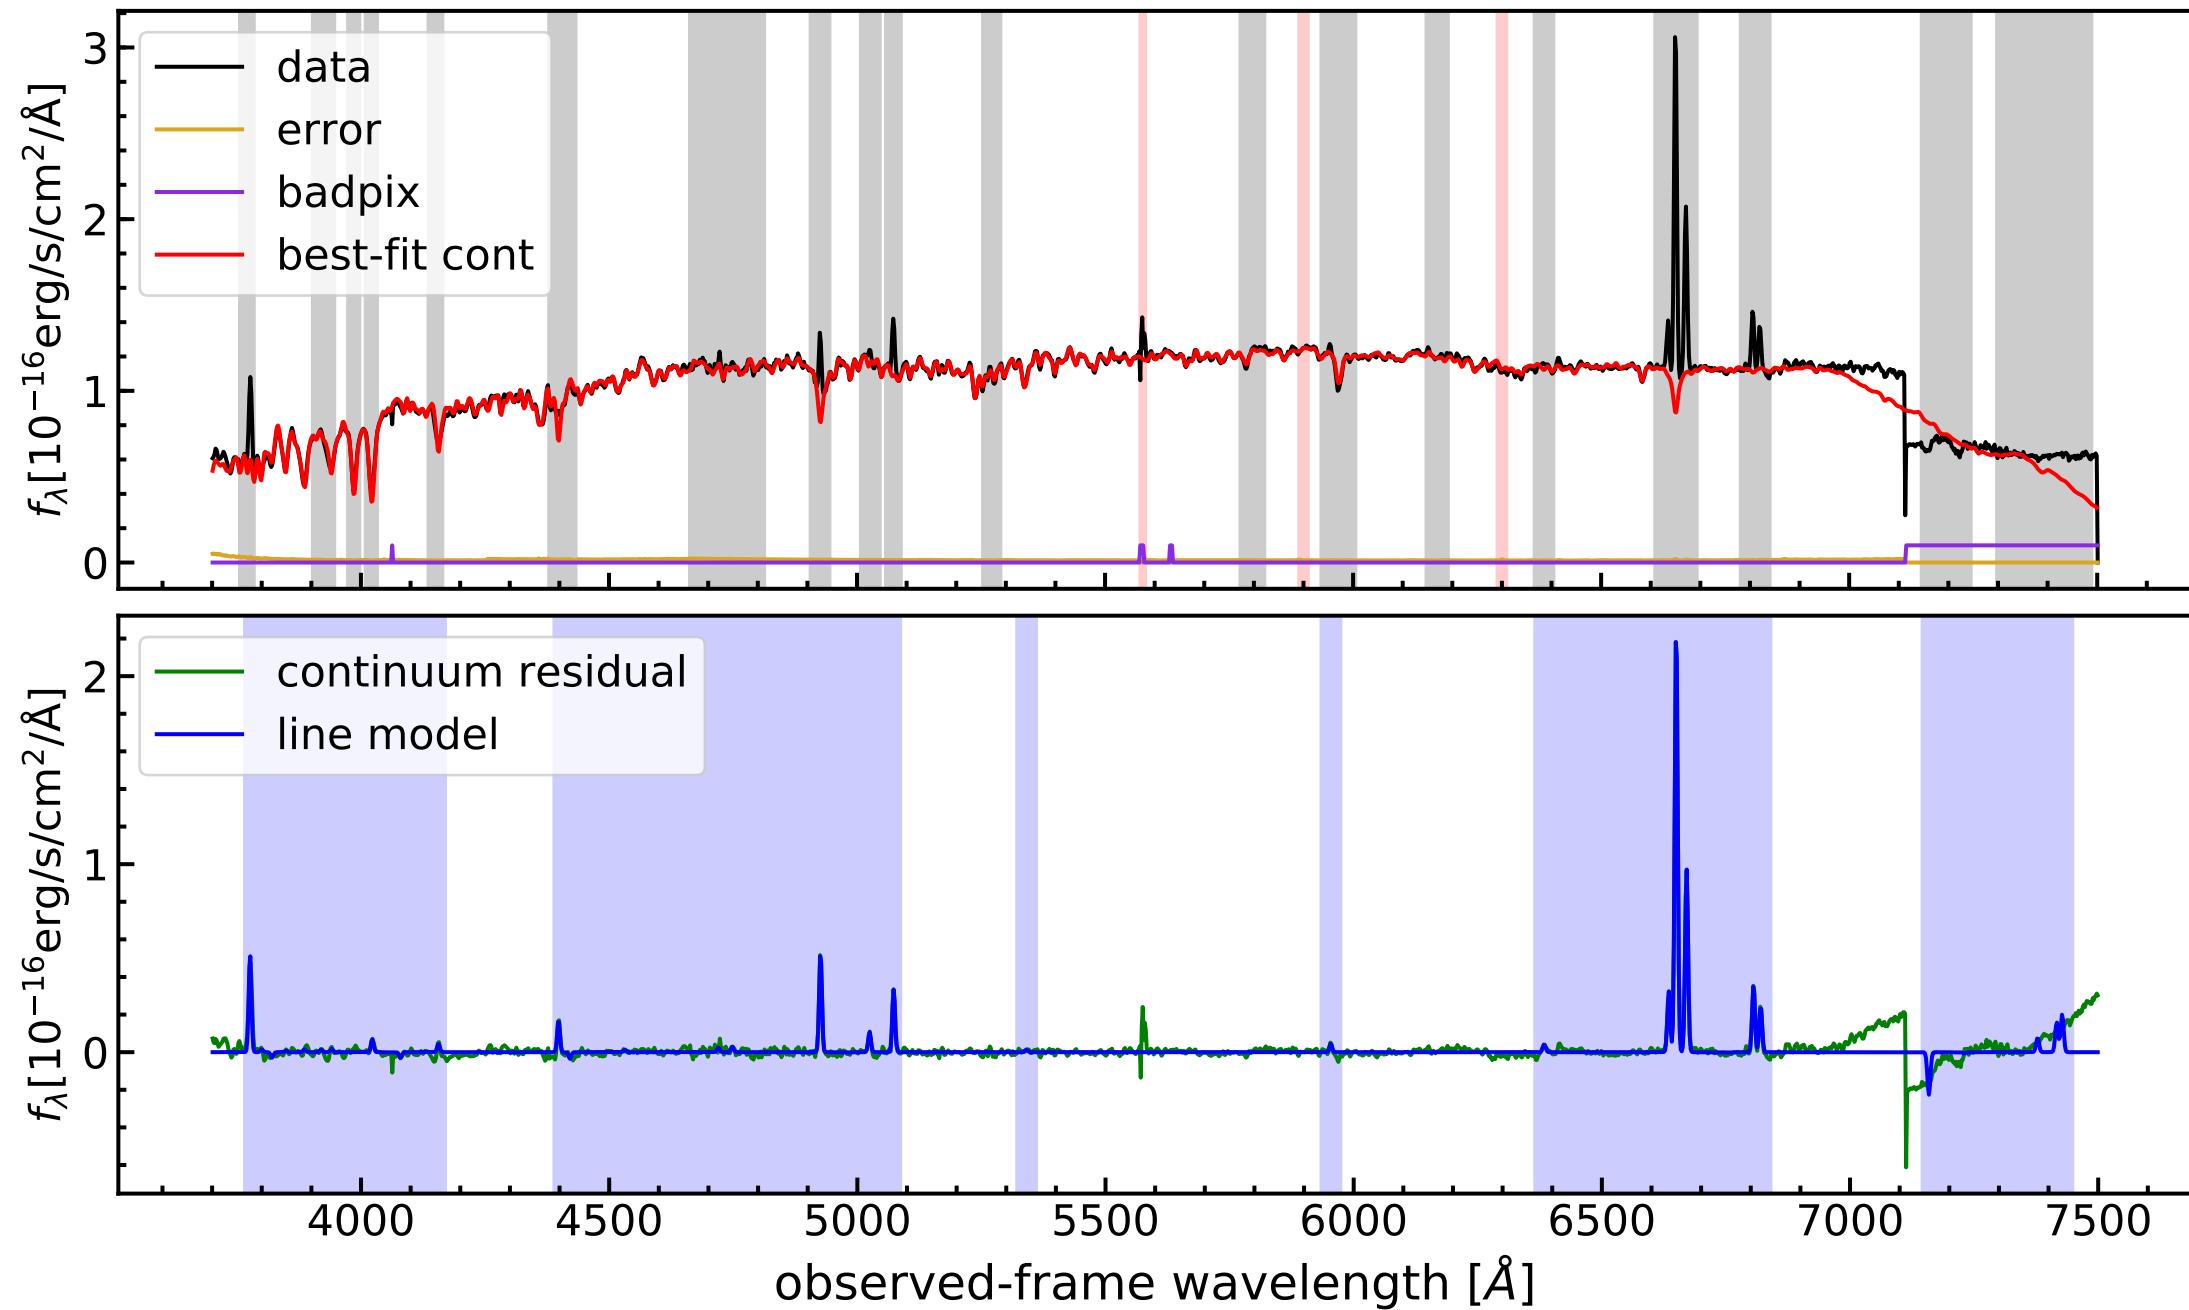 3
2
1
0
f_λ[10⁻¹⁶erg/s/cm²/Å]
data
error
badpix
best-fit cont
2
1
0
f_λ[10⁻¹⁶erg/s/cm²/Å]
continuum residual
line model
4000 4500 5000 5500 6000 6500 7000 7500
observed-frame wavelength [Å]